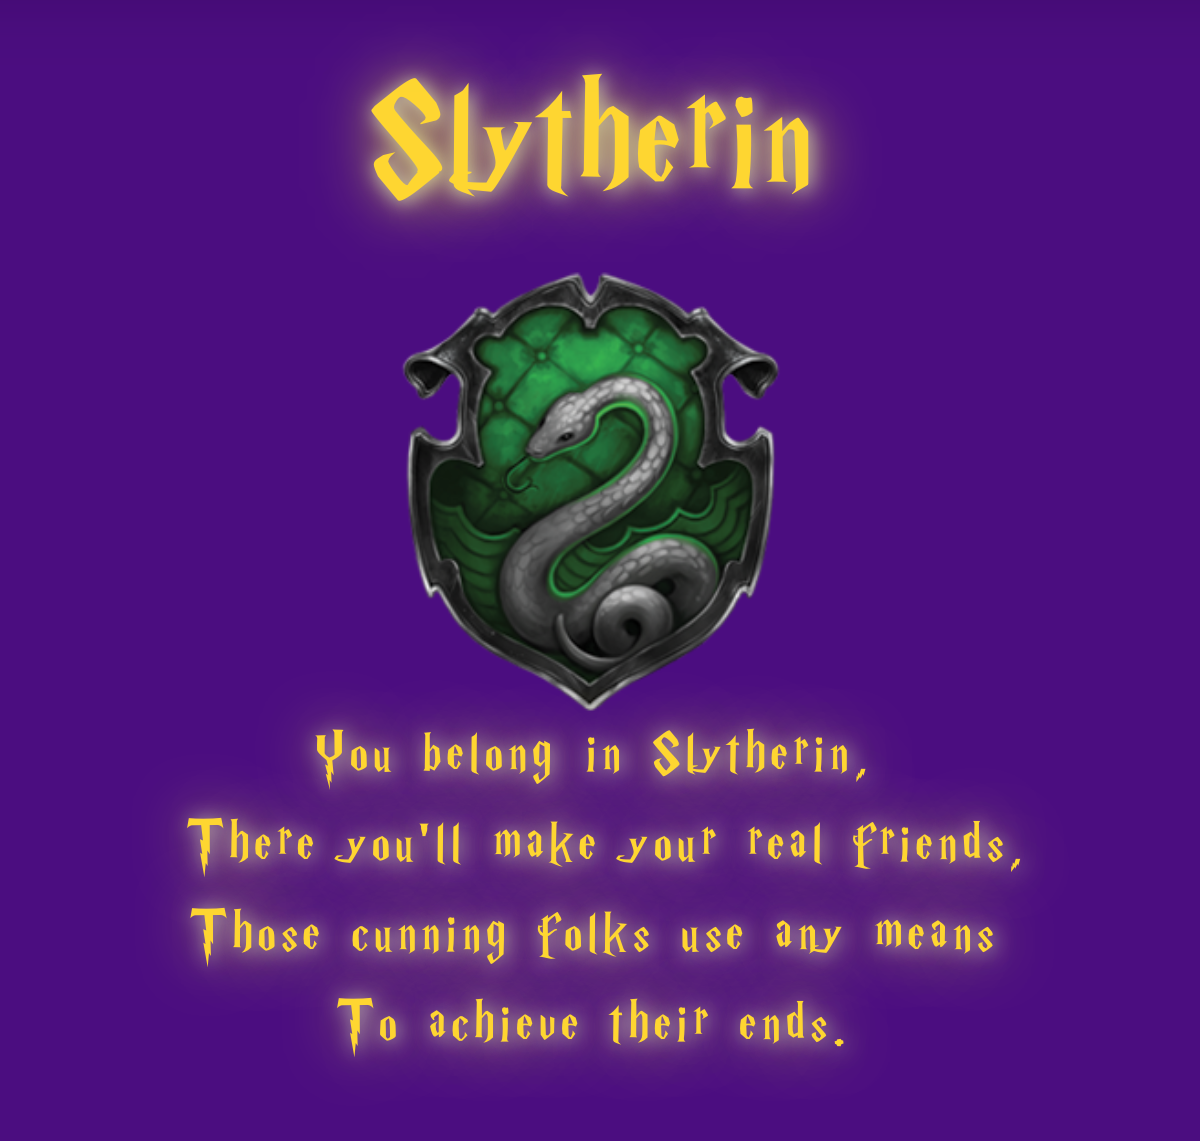 Slytherin
You belong in Slytherin,
There you'll make your real friends,
Those cunning folks use any means
To achieve their ends.